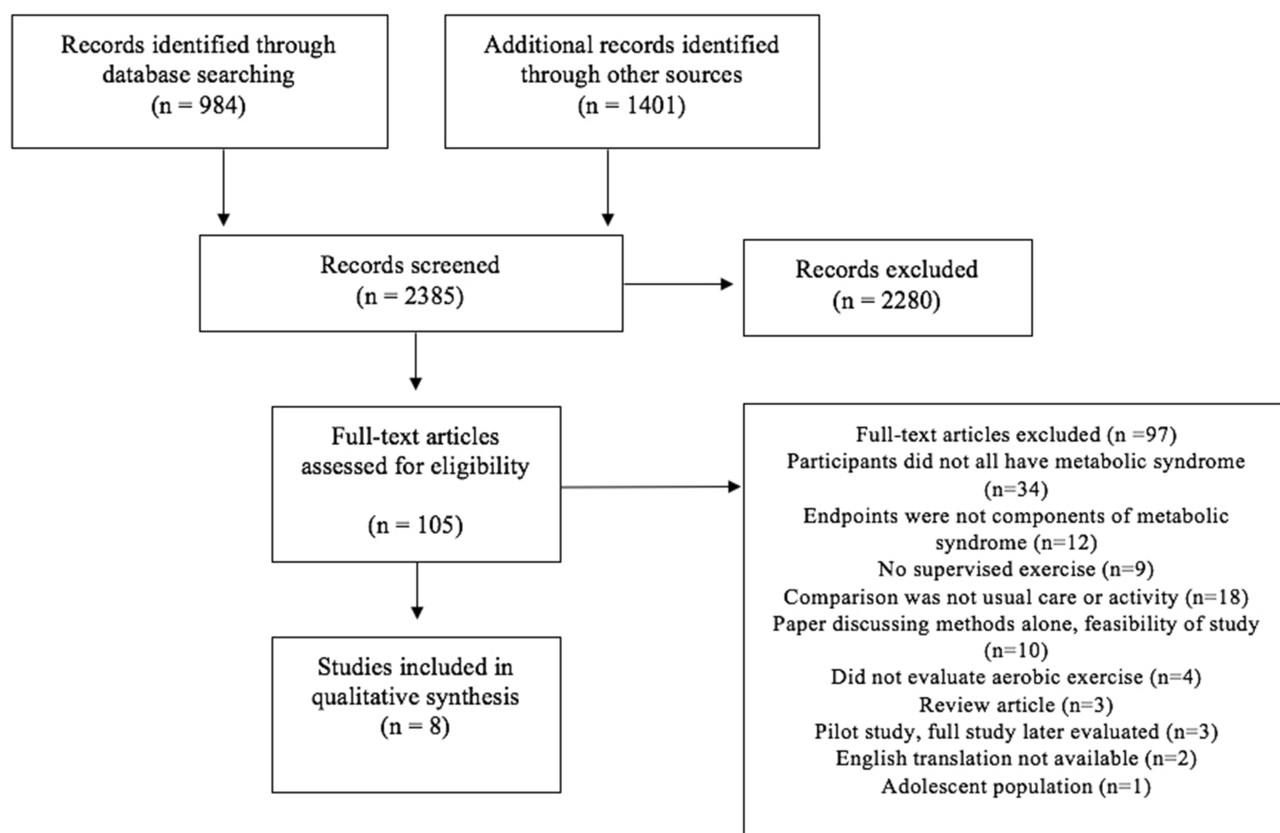 Records identified through
database searching
(n = 984)
Additional records identified
through other sources
(n = 1401)
Records screened
(n = 2385)
Records excluded
(n = 2280)
Full-text articles
assessed for eligibility
(n = 105)
Full-text articles excluded (n =97)
Participants did not all have metabolic syndrome
(n=34)
Endpoints were not components of metabolic
syndrome (n=12)
No supervised exercise (n=9)
Comparison was not usual care or activity (n=18)
Paper discussing methods alone, feasibility of study
(n=10)
Did not evaluate aerobic exercise (n=4)
Review article (n=3)
Pilot study, full study later evaluated (n=3)
English translation not available (n=2)
Adolescent population (n=1)
Studies included in
qualitative synthesis
(n = 8)